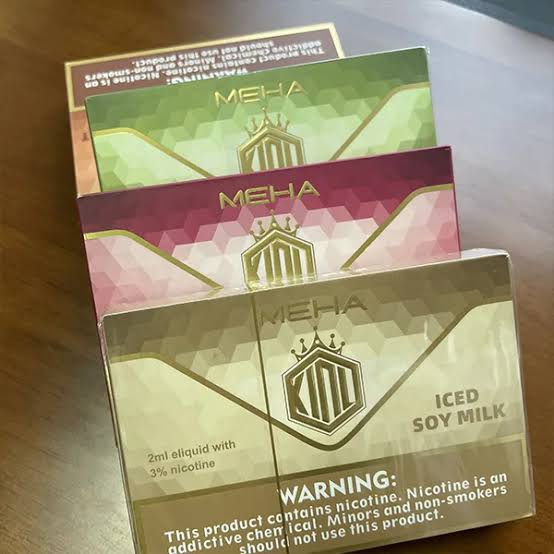 WARNING:
This product contains nicotine. Nicotine is an
addictive chemical. Minors and non-smokers
should not use this product.
MEHA
MEHA
MEHA
ICED
SOY MILK
2ml eliquid with
3% nicotine
WARNING:
This product contains nicotine. Nicotine is an
addictive chemical. Minors and non-smokers
should not use this product.